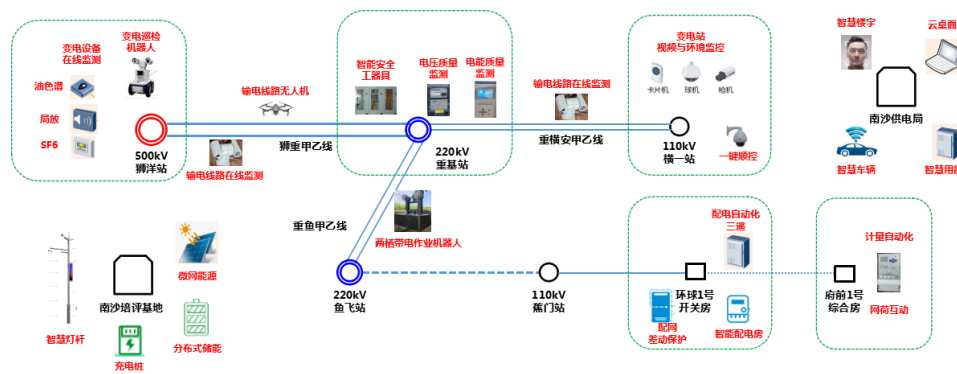 变电设备
在线监测
变电巡检
机器人
油色谱
局放
SF6
500kV
狮洋站
输电线路无人机
输电线路在线监测
狮重甲乙线
智能安全
工器具
电压质量
监测
电能质量
监测
220kV
重基站
输电线路在线监测
重横安甲乙线
变电站
视频与环境监控
卡片机
球机
枪机
110kV
横一站
一键顺控
智慧楼宇
云桌面
南沙供电局
智慧车辆
智慧用能
重鱼甲乙线
两栖带电作业机器人
220kV
鱼飞站
110kV
蕉门站
配电自动化
三遥
环球1号
开关房
配网
差动保护
智能配电房
计量自动化
府前1号
综合房
网荷互动
智慧灯杆
南沙培评基地
微网能源
充电桩
分布式储能